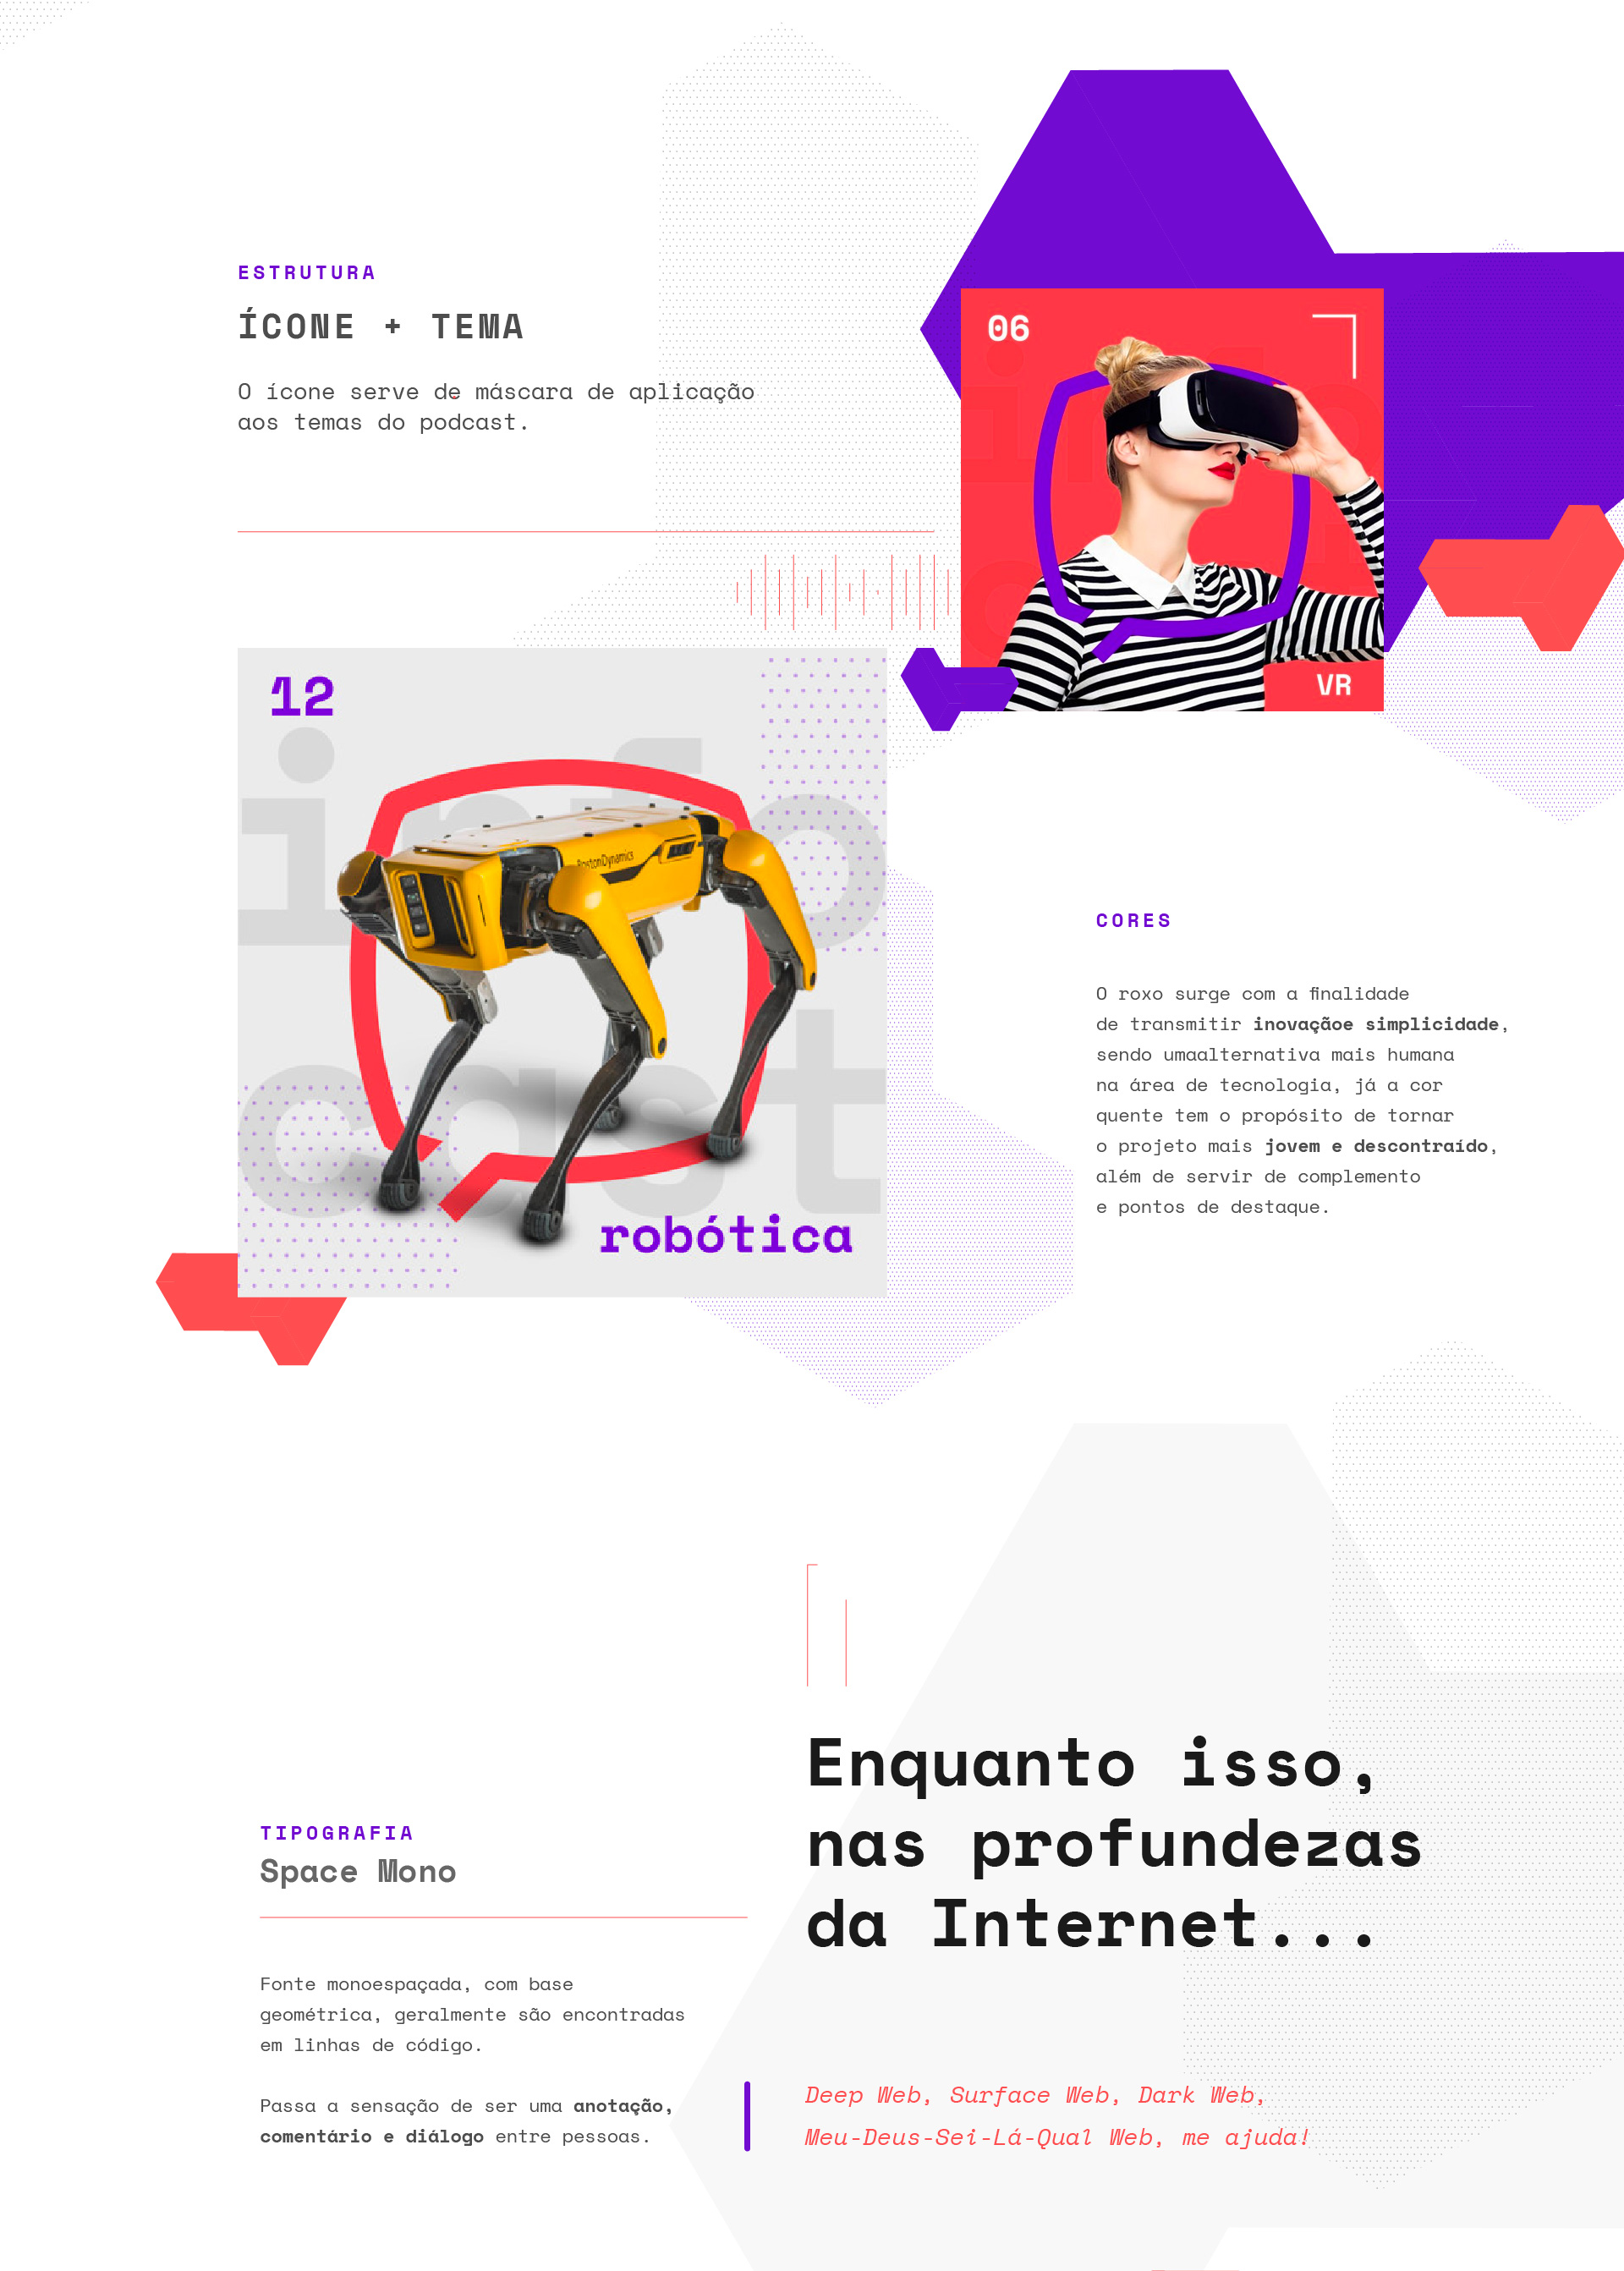 ESTRUTURA
ÍCONE + TEMA
O ícone serve de máscara de aplicação
aos temas do podcast.
06
info
VR
12
info
cast
BostonDynamics
robótica
CORES
O roxo surge com a finalidade
de transmitir inovaçãoe simplicidade,
sendo umaalternativa mais humana
na área de tecnologia, já a cor
quente tem o propósito de tornar
o projeto mais jovem e descontraído,
além de servir de complemento
e pontos de destaque.
Enquanto isso,
nas profundezas
da Internet...
TIPOGRAFIA
Space Mono
Fonte monoespaçada, com base
geométrica, geralmente são encontradas
em linhas de código.
Passa a sensação de ser uma anotação,
comentário e diálogo entre pessoas.
Deep Web, Surface Web, Dark Web,
Meu-Deus-Sei-Lá-Qual Web, me ajuda!